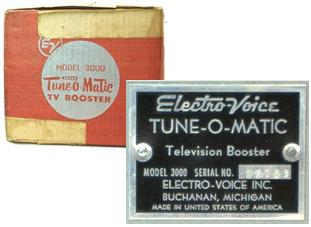 EV
MODEL-3000
SUPER
Tune-O-Matic
TV BOOSTER
Electro-Voice
TUNE-O-MATIC
Television Booster
MODEL 3000 SERIAL NO.
ELECTRO-VOICE INC.
BUCHANAN, MICHIGAN
MADE IN UNITED STATES OF AMERICA